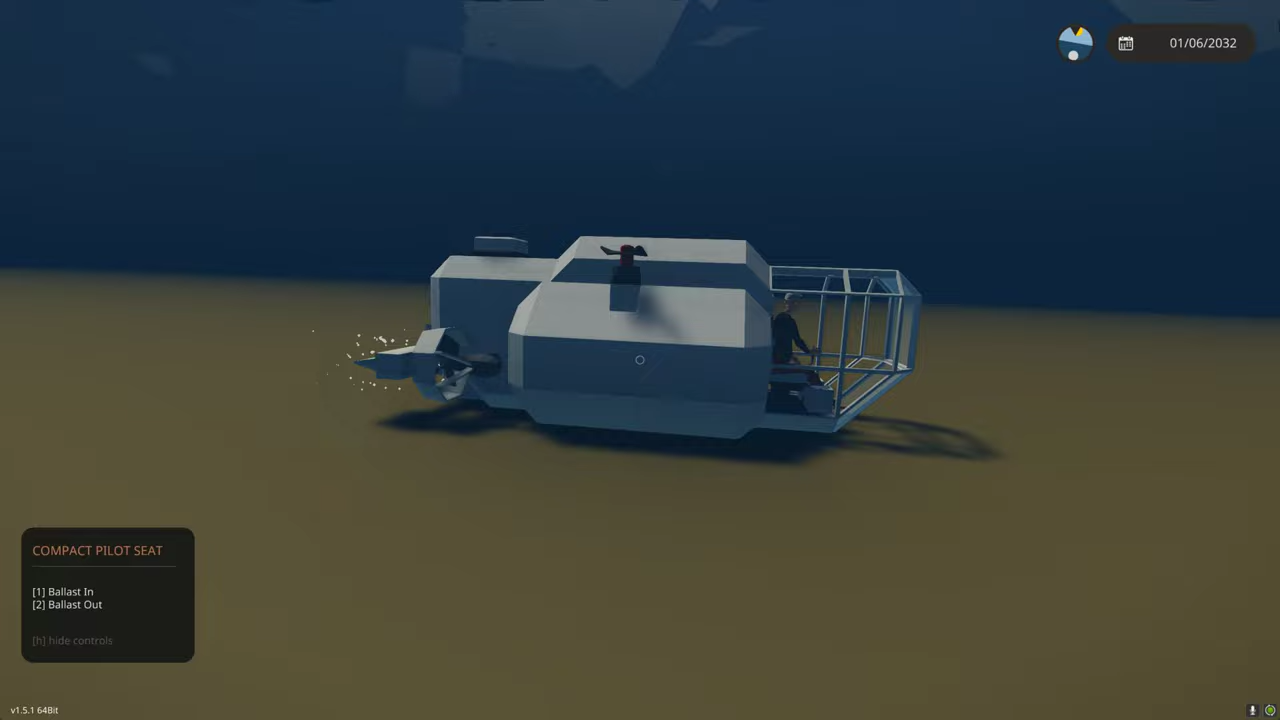 01/06/2032
COMPACT PILOT SEAT
[1] Ballast In
[2] Ballast Out
[h] hide controls
v1.5.1 64Bit